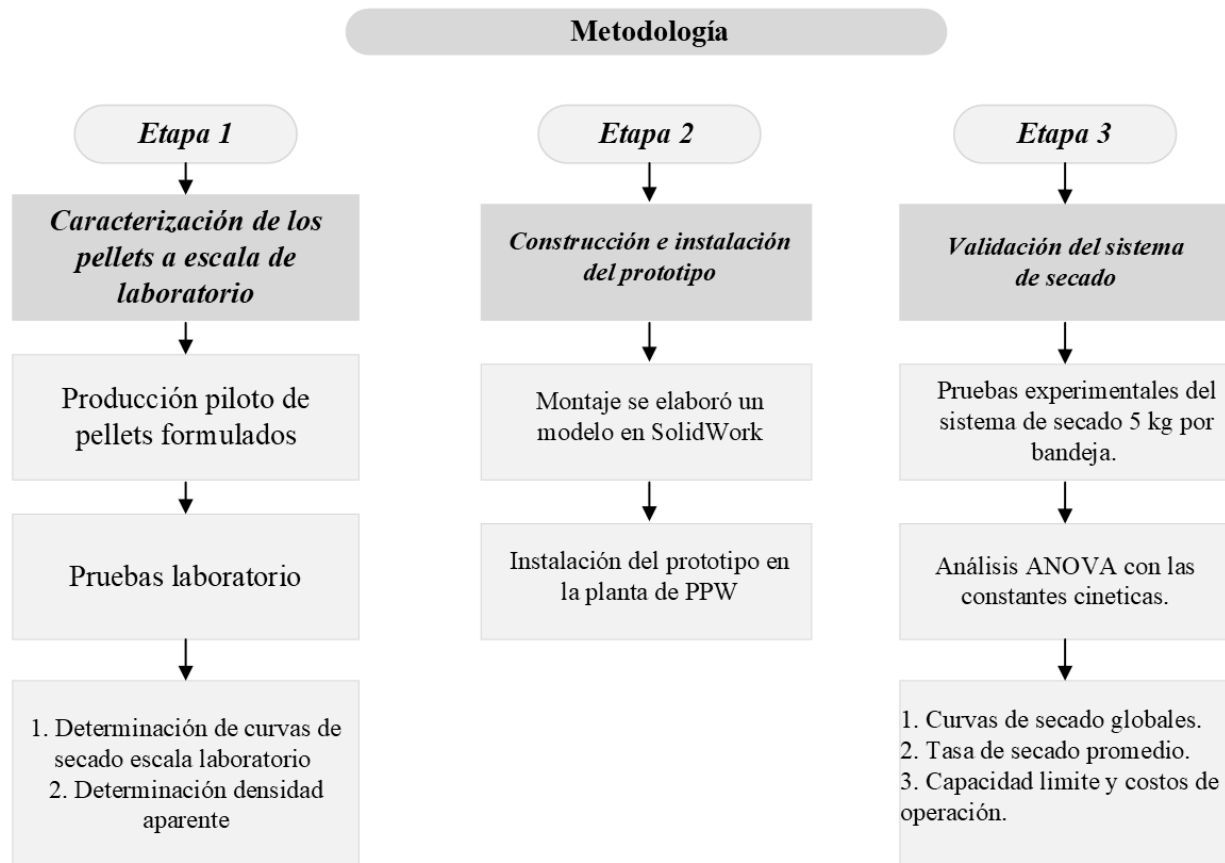 Metodología
Etapa 1
Caracterización de los
pellets a escala de
laboratorio
Producción piloto de
pellets formulados
Pruebas laboratorio
1. Determinación de curvas de
secado escala laboratorio
2. Determinación densidad
aparente
Etapa 2
Construcción e instalación
del prototipo
Montaje se elaboró un
modelo en SolidWork
Instalación del prototipo en
la planta de PPW
Etapa 3
Validación del sistema
de secado
Pruebas experimentales del
sistema de secado 5 kg por
bandeja.
Análisis ANOVA con las
constantes cineticas.
1. Curvas de secado globales.
2. Tasa de secado promedio.
3. Capacidad limite y costos de
operación.